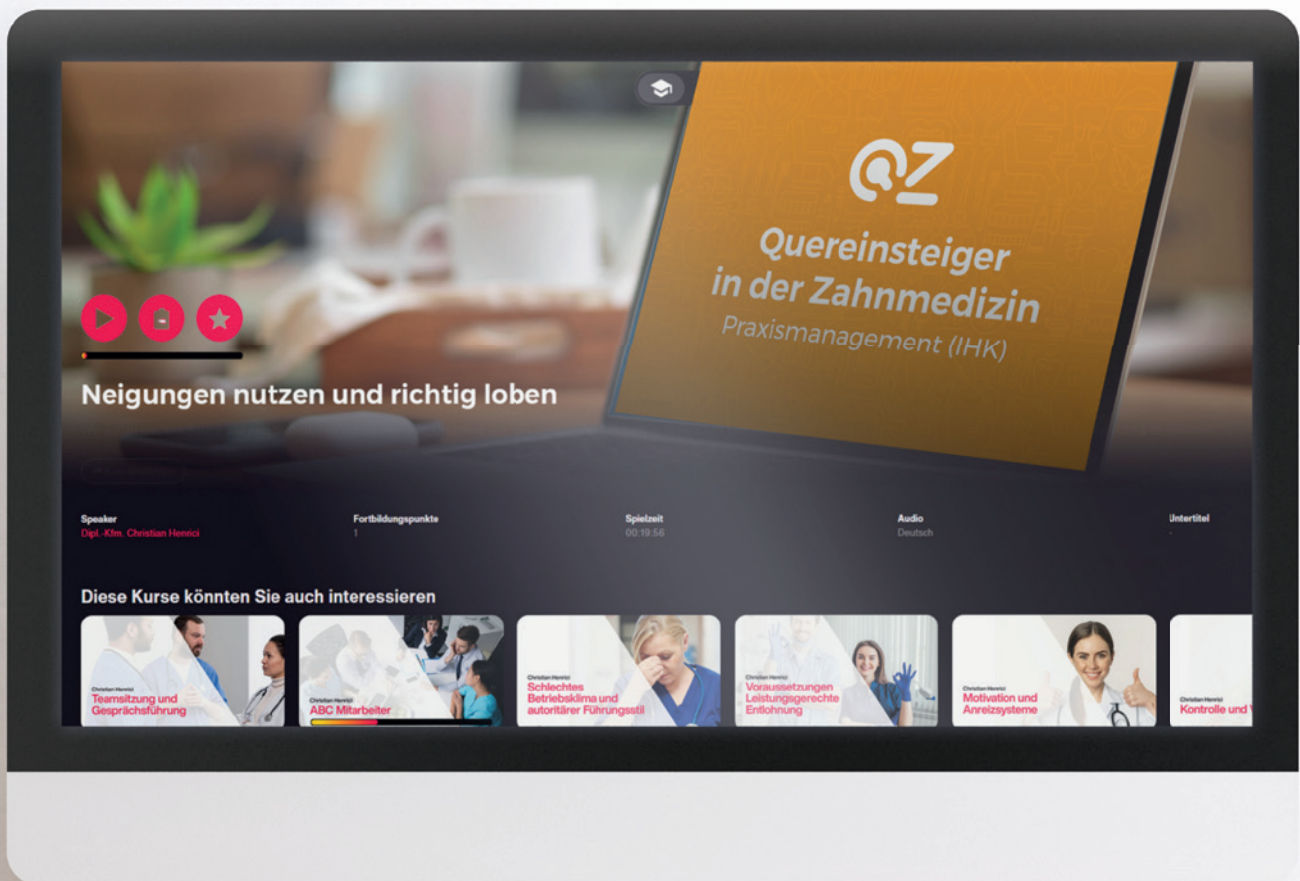 QZ
Quereinsteiger
in der Zahnmedizin
Praxismanagement (IHK)
Neigungen nutzen und richtig loben
Speaker
Dipl.-Kfm. Christian Henrici
Fortbildungspunkte
1
Spielzeit
00:19:56
Audio
Deutsch
Untertitel
-
Diese Kurse könnten Sie auch interessieren
Christian Henrici
Teamsitzung und
Gesprächsführung
Christian Henrici
ABC Mitarbeiter
Christian Henrici
Schlechtes
Betriebsklima und
autoritärer Führungsstil
Christian Henrici
Voraussetzungen
Leistungsgerechte
Entlohnung
Christian Henrici
Motivation und
Anreizsysteme
Christian Henrici
Kontrolle und